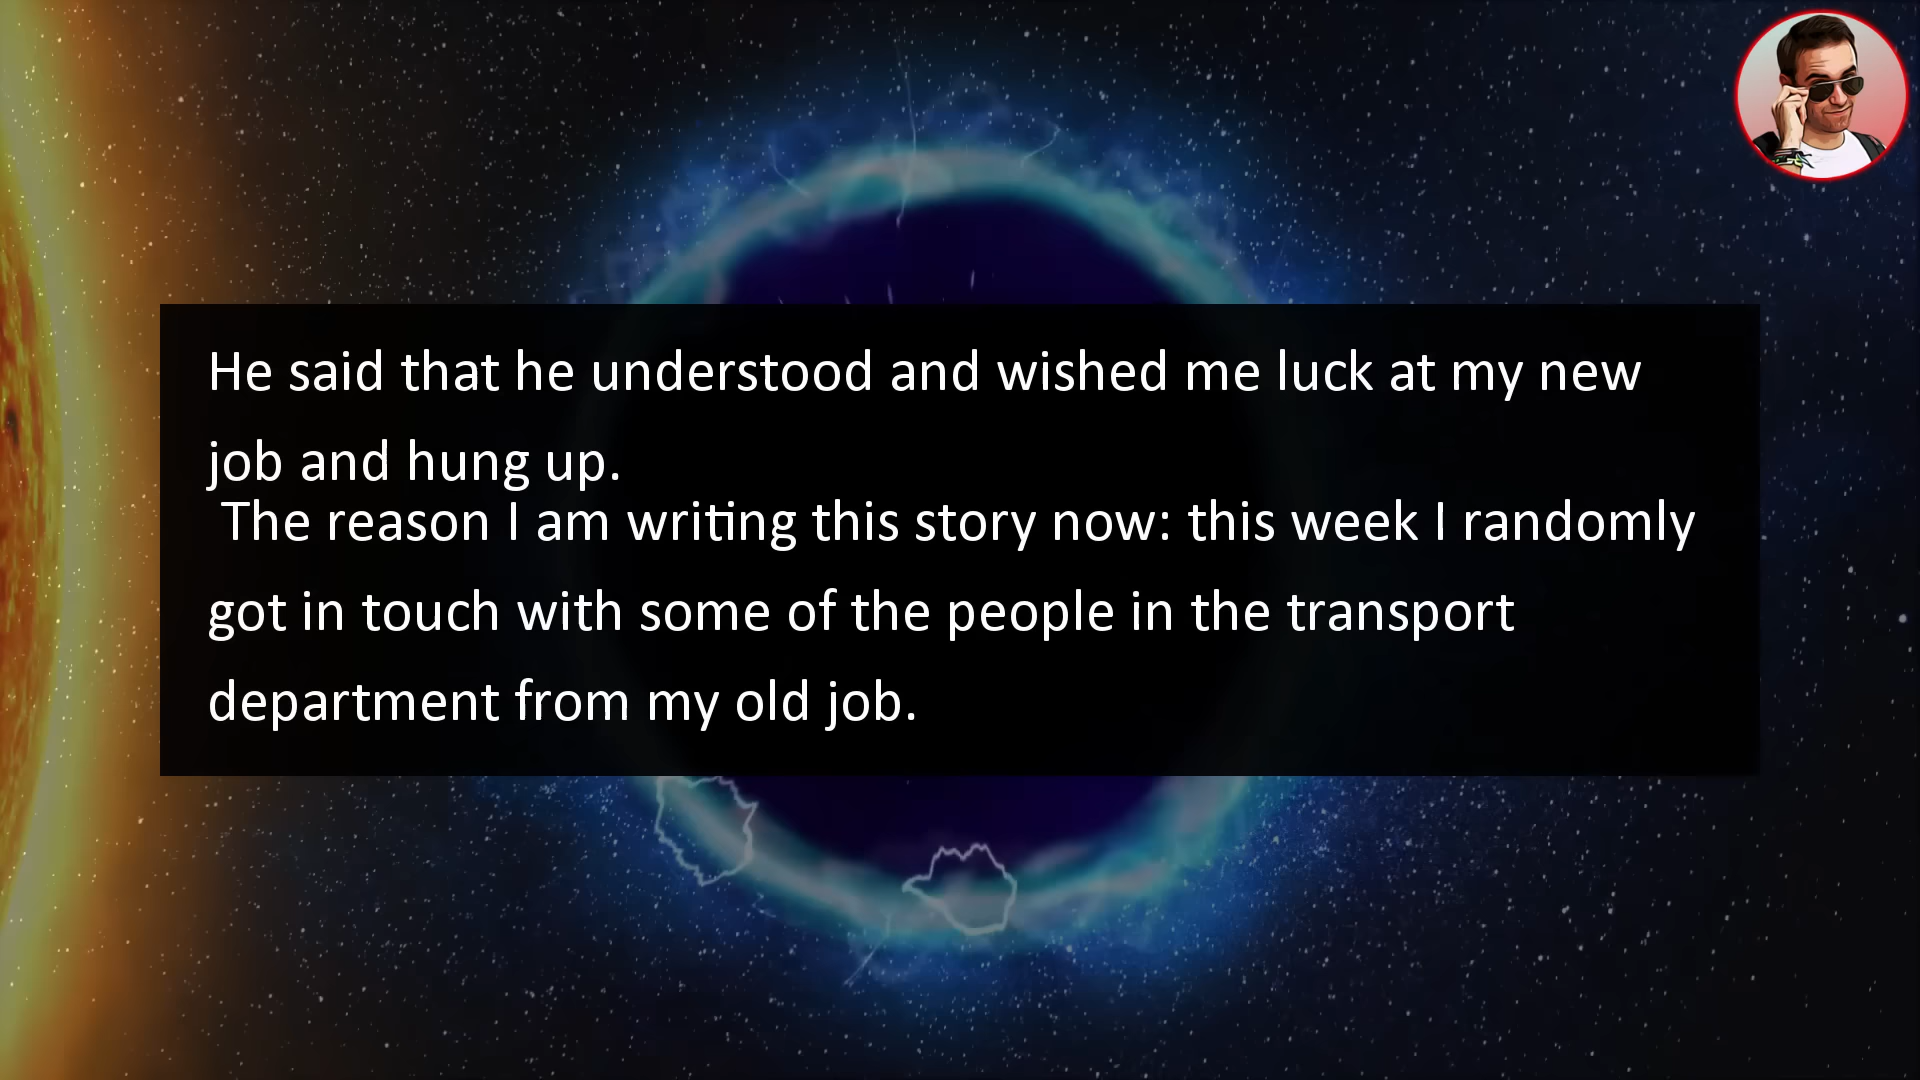 He said that he understood and wished me luck at my new
job and hung up.
The reason I am writing this story now: this week I randomly
got in touch with some of the people in the transport
department from my old job.